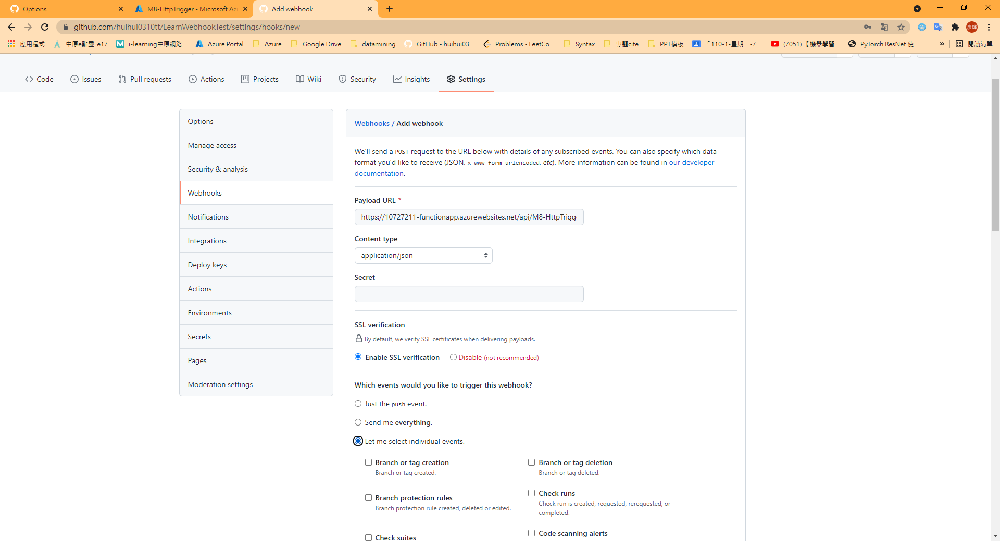 Options
M8-HttpTrigger - Microsoft Az
Add webhook
github.com/huihui0310tt/LearnWebhookTest/settings/hooks/new
彥輝
應用程式
中原e點靈_e17
i-learning中原網路...
Azure Portal
Azure
Google Drive
datamining
GitHub - huihui03...
Problems - LeetCo...
Syntax
專題cite
PPT模板
「110-1-星期一-7....
(7051)【機器學習...
PyTorch ResNet 使...
»
閱讀清單
Code
Issues
Pull requests
Actions
Projects
Wiki
Security
Insights
Settings
Options
Manage access
Security & analysis
Webhooks
Notifications
Integrations
Deploy keys
Actions
Environments
Secrets
Pages
Moderation settings
Webhooks / Add webhook
We'll send a POST request to the URL below with details of any subscribed events. You can also specify which data
format you'd like to receive (JSON, x-www-form-urlencoded, etc). More information can be found in our developer
documentation.
Payload URL *
https://10727211-functionapp.azurewebsites.net/api/M8-HttpTrigge
Content type
application/json
Secret
SSL verification
By default, we verify SSL certificates when delivering payloads.
Enable SSL verification
Disable (not recommended)
Which events would you like to trigger this webhook?
Just the push event.
Send me everything.
Let me select individual events.
Branch or tag creation
Branch or tag created.
Branch or tag deletion
Branch or tag deleted.
Branch protection rules
Branch protection rule created, deleted or edited.
Check runs
Check run is created, requested, rerequested, or
completed.
Check suites
Code scanning alerts